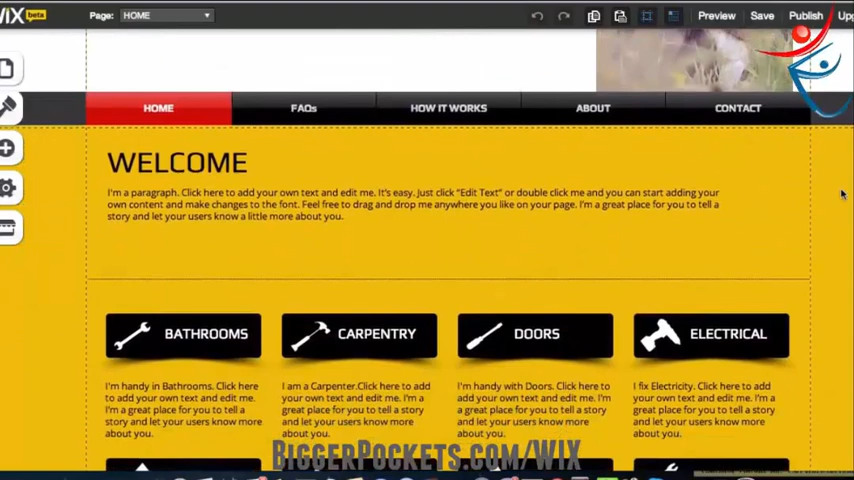 WiX beta Page: HOME Preview Save Publish Upg
HOME FAQs HOW IT WORKS ABOUT CONTACT
WELCOME
I'm a paragraph. Click here to add your own text and edit me. It's easy. Just click "Edit Text" or double click me and you can start adding your
own content and make changes to the font. Feel free to drag and drop me anywhere you like on your page. I'm a great place for you to tell a
story and let your users know a little more about you.
BATHROOMS
I'm handy in Bathrooms. Click here
to add your own text and edit me.
I'm a great place for you to tell a
story and let your users know more
about you.
CARPENTRY
I am a Carpenter.Click here to add
your own text and edit me. I'm a
great place for you to tell a story
and let your users know more
about you.
DOORS
I'm handy with Doors. Click here
to add your own text and edit me.
I'm a great place for you to tell a
story and let your users know more
about you.
ELECTRICAL
I fix Electricity. Click here to add
your own text and edit me. I'm a
great place for you to tell a story
and let your users know more
about you.
BIGGERPOCKETS.COM/WIX